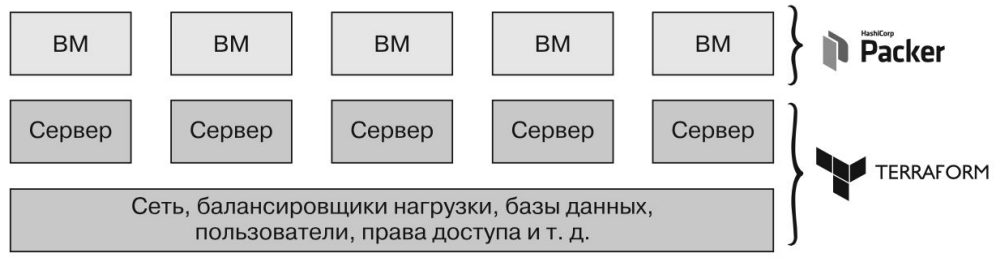 ВМ ВМ ВМ ВМ ВМ
HashiCorp
Packer
Сервер Сервер Сервер Сервер Сервер
TERRAFORM
Сеть, балансировщики нагрузки, базы данных,
пользователи, права доступа и т. д.